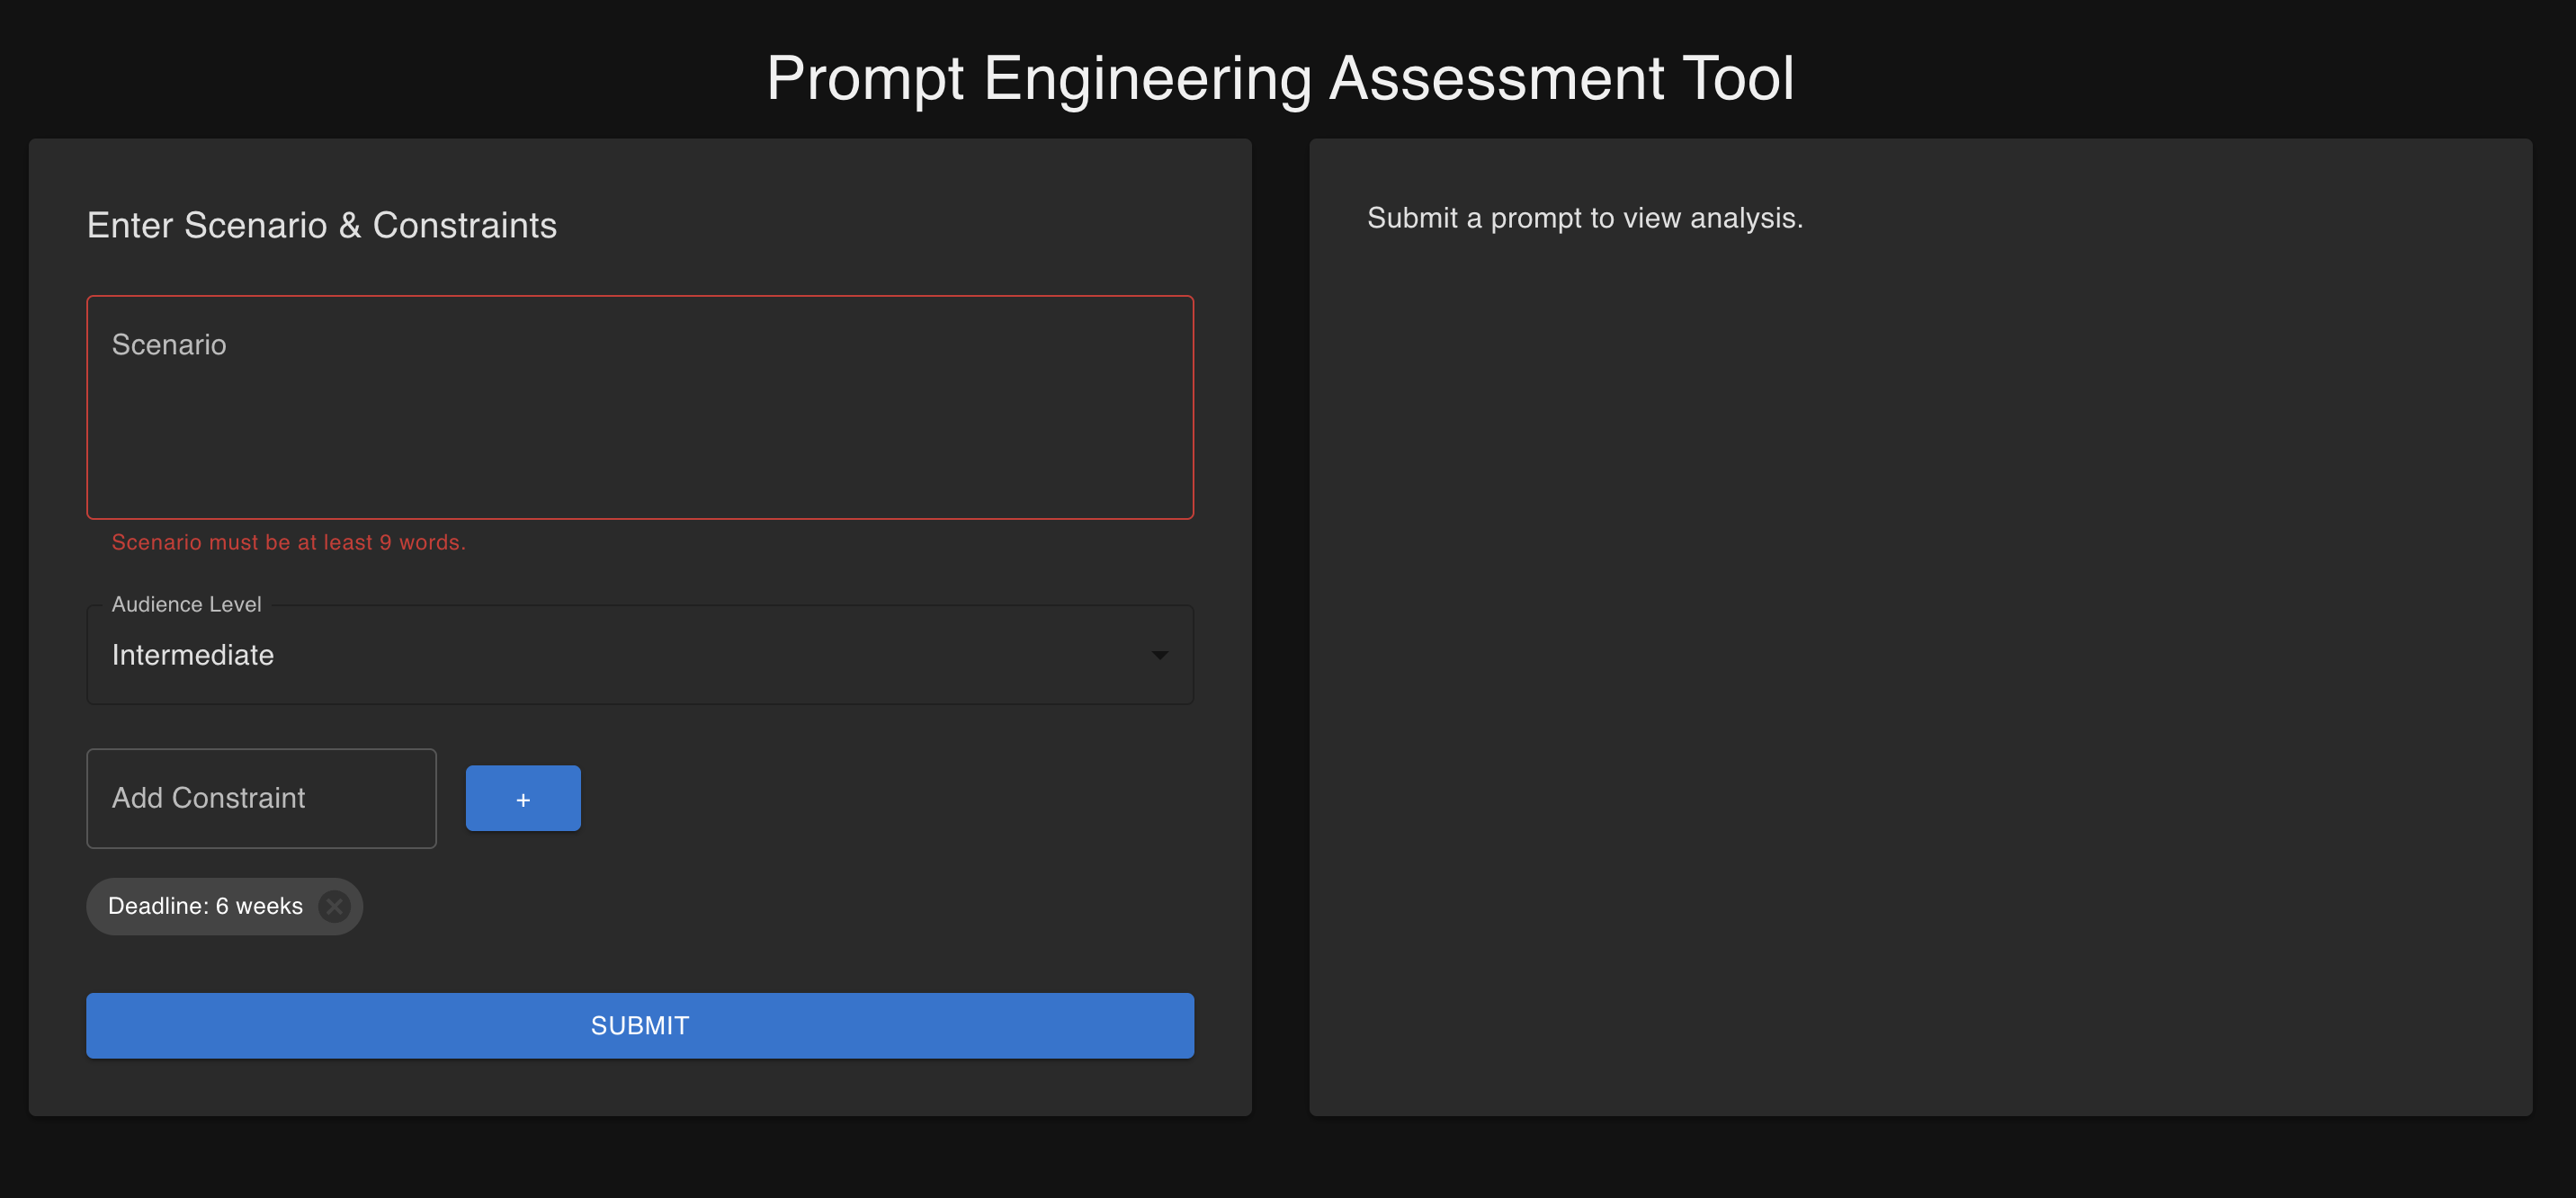 Prompt Engineering Assessment Tool
Enter Scenario & Constraints
Scenario
Scenario must be at least 9 words.
Audience Level
Intermediate
Add Constraint
+
Deadline: 6 weeks
SUBMIT
Submit a prompt to view analysis.